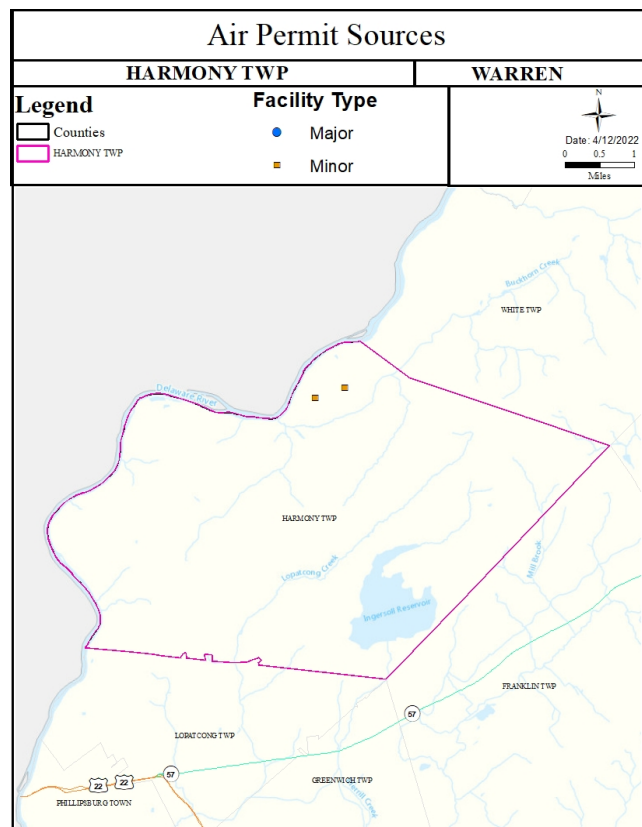 Air Permit Sources
HARMONY TWP
WARREN
Legend
Counties
HARMONY TWP
Facility Type
Major
Minor
N
Date: 4/12/2022
0 0.5 1
Miles
Buckhorn Creek
WHITE TWP
Delaware River
HARMONY TWP
Lopatcong Creek
Mill Brook
Ingersoll Reservoir
FRANKLIN TWP
57
LOPATCONG TWP
57
22
22
GREENWICH TWP
PHILLIPSBURG TOWN
Creek